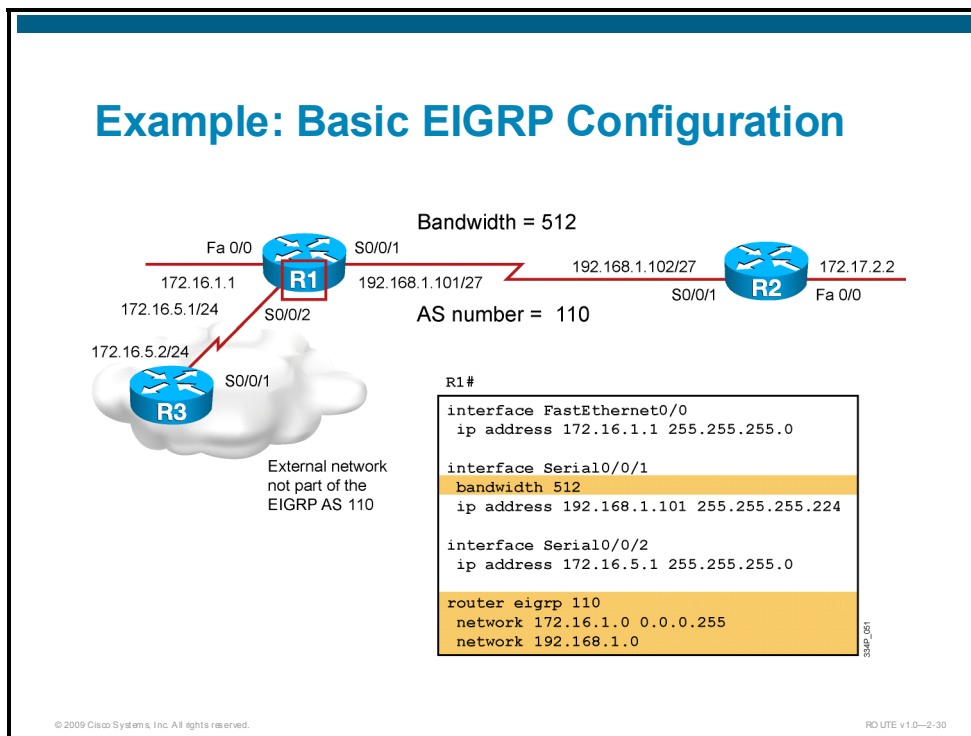 Example: Basic EIGRP Configuration
Bandwidth = 512
Fa 0/0
S0/0/1
172.16.1.1
R1
192.168.1.101/27
192.168.1.102/27
R2
172.17.2.2
S0/0/1
Fa 0/0
172.16.5.1/24
S0/0/2
AS number = 110
172.16.5.2/24
S0/0/1
R3
External network
not part of the
EIGRP AS 110
R1#
interface FastEthernet0/0
ip address 172.16.1.1 255.255.255.0
interface Serial0/0/1
bandwidth 512
ip address 192.168.1.101 255.255.255.224
interface Serial0/0/2
ip address 172.16.5.1 255.255.255.0
router eigrp 110
network 172.16.1.0 0.0.0.255
network 192.168.1.0
334P_051
© 2009 Cisco Systems, Inc. All rights reserved.
ROUTE v1.0—2-30